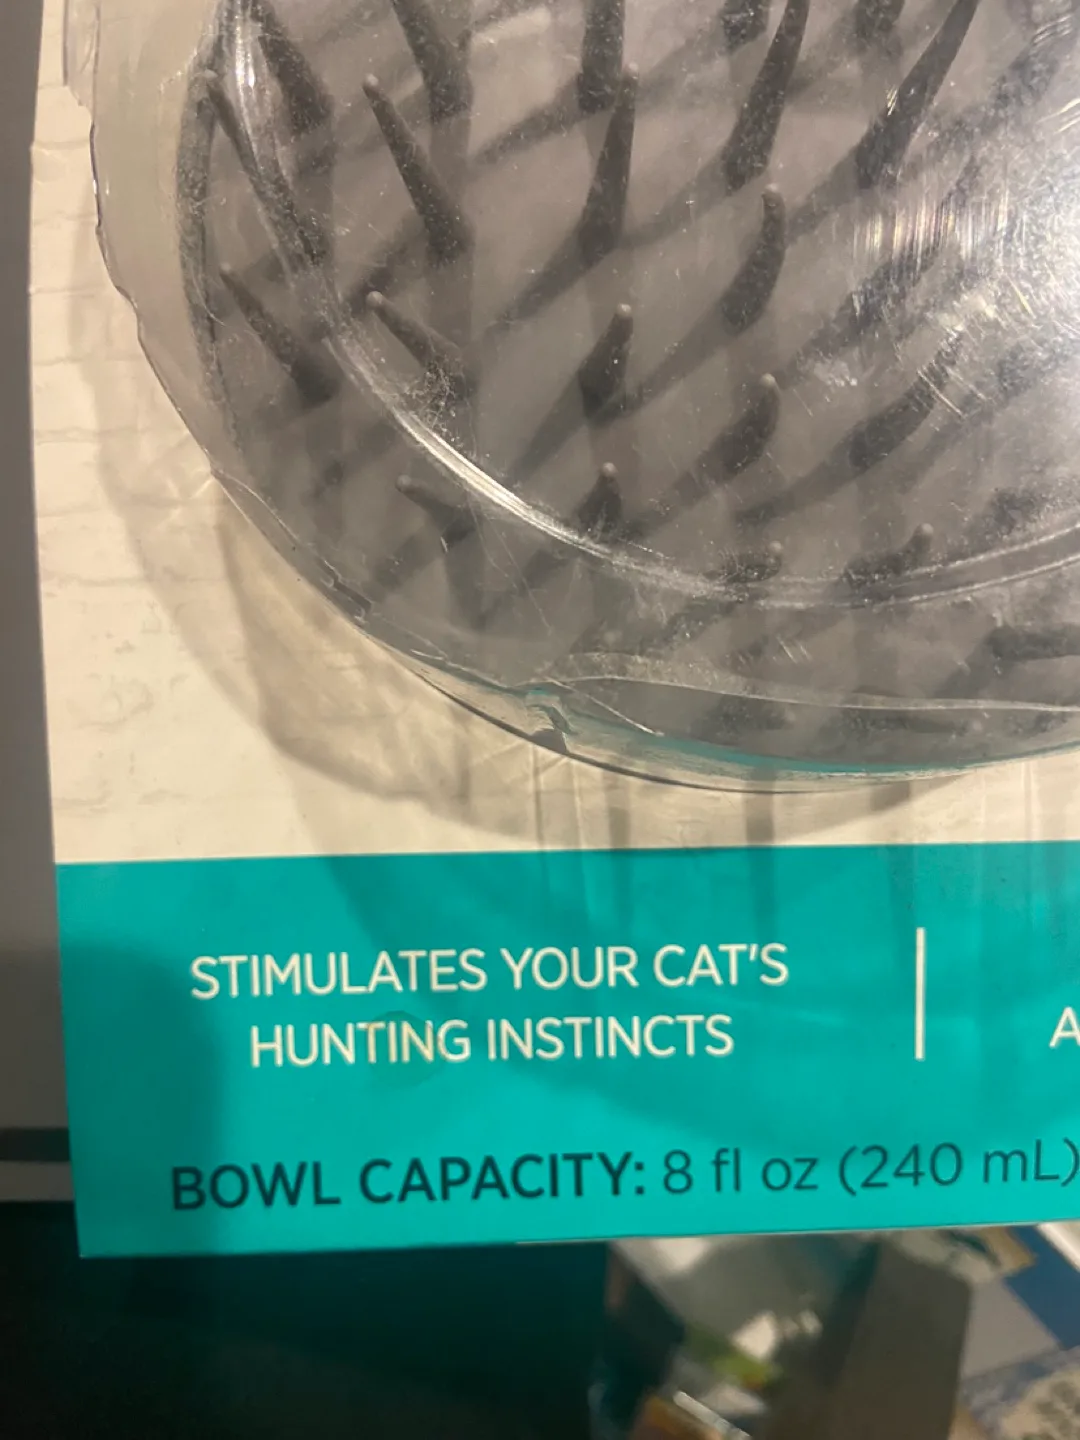 STIMULATES YOUR CAT'S
HUNTING INSTINCTS
A
BOWL CAPACITY: 8 fl oz (240 mL)